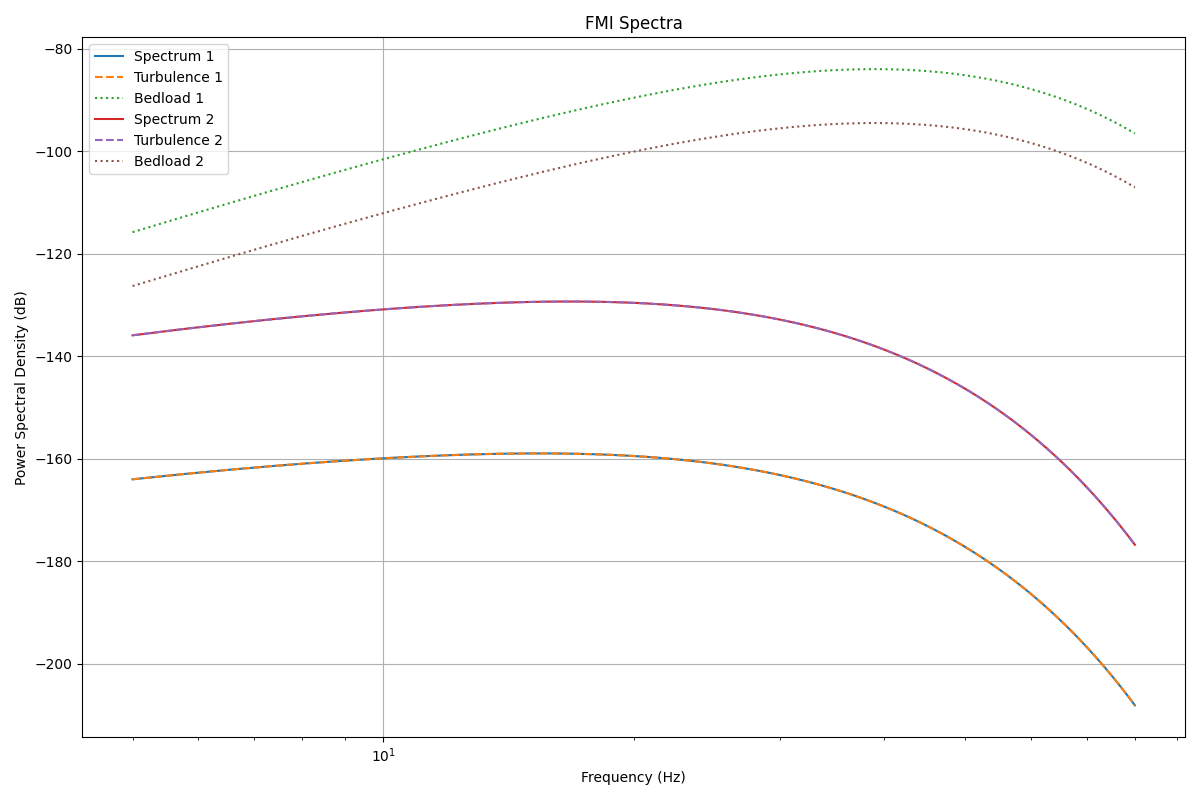 FMI Spectra
Spectrum 1
Turbulence 1
Bedload 1
Spectrum 2
Turbulence 2
Bedload 2
−80
−100
−120
−140
−160
−180
−200
Power Spectral Density (dB)
10¹
Frequency (Hz)